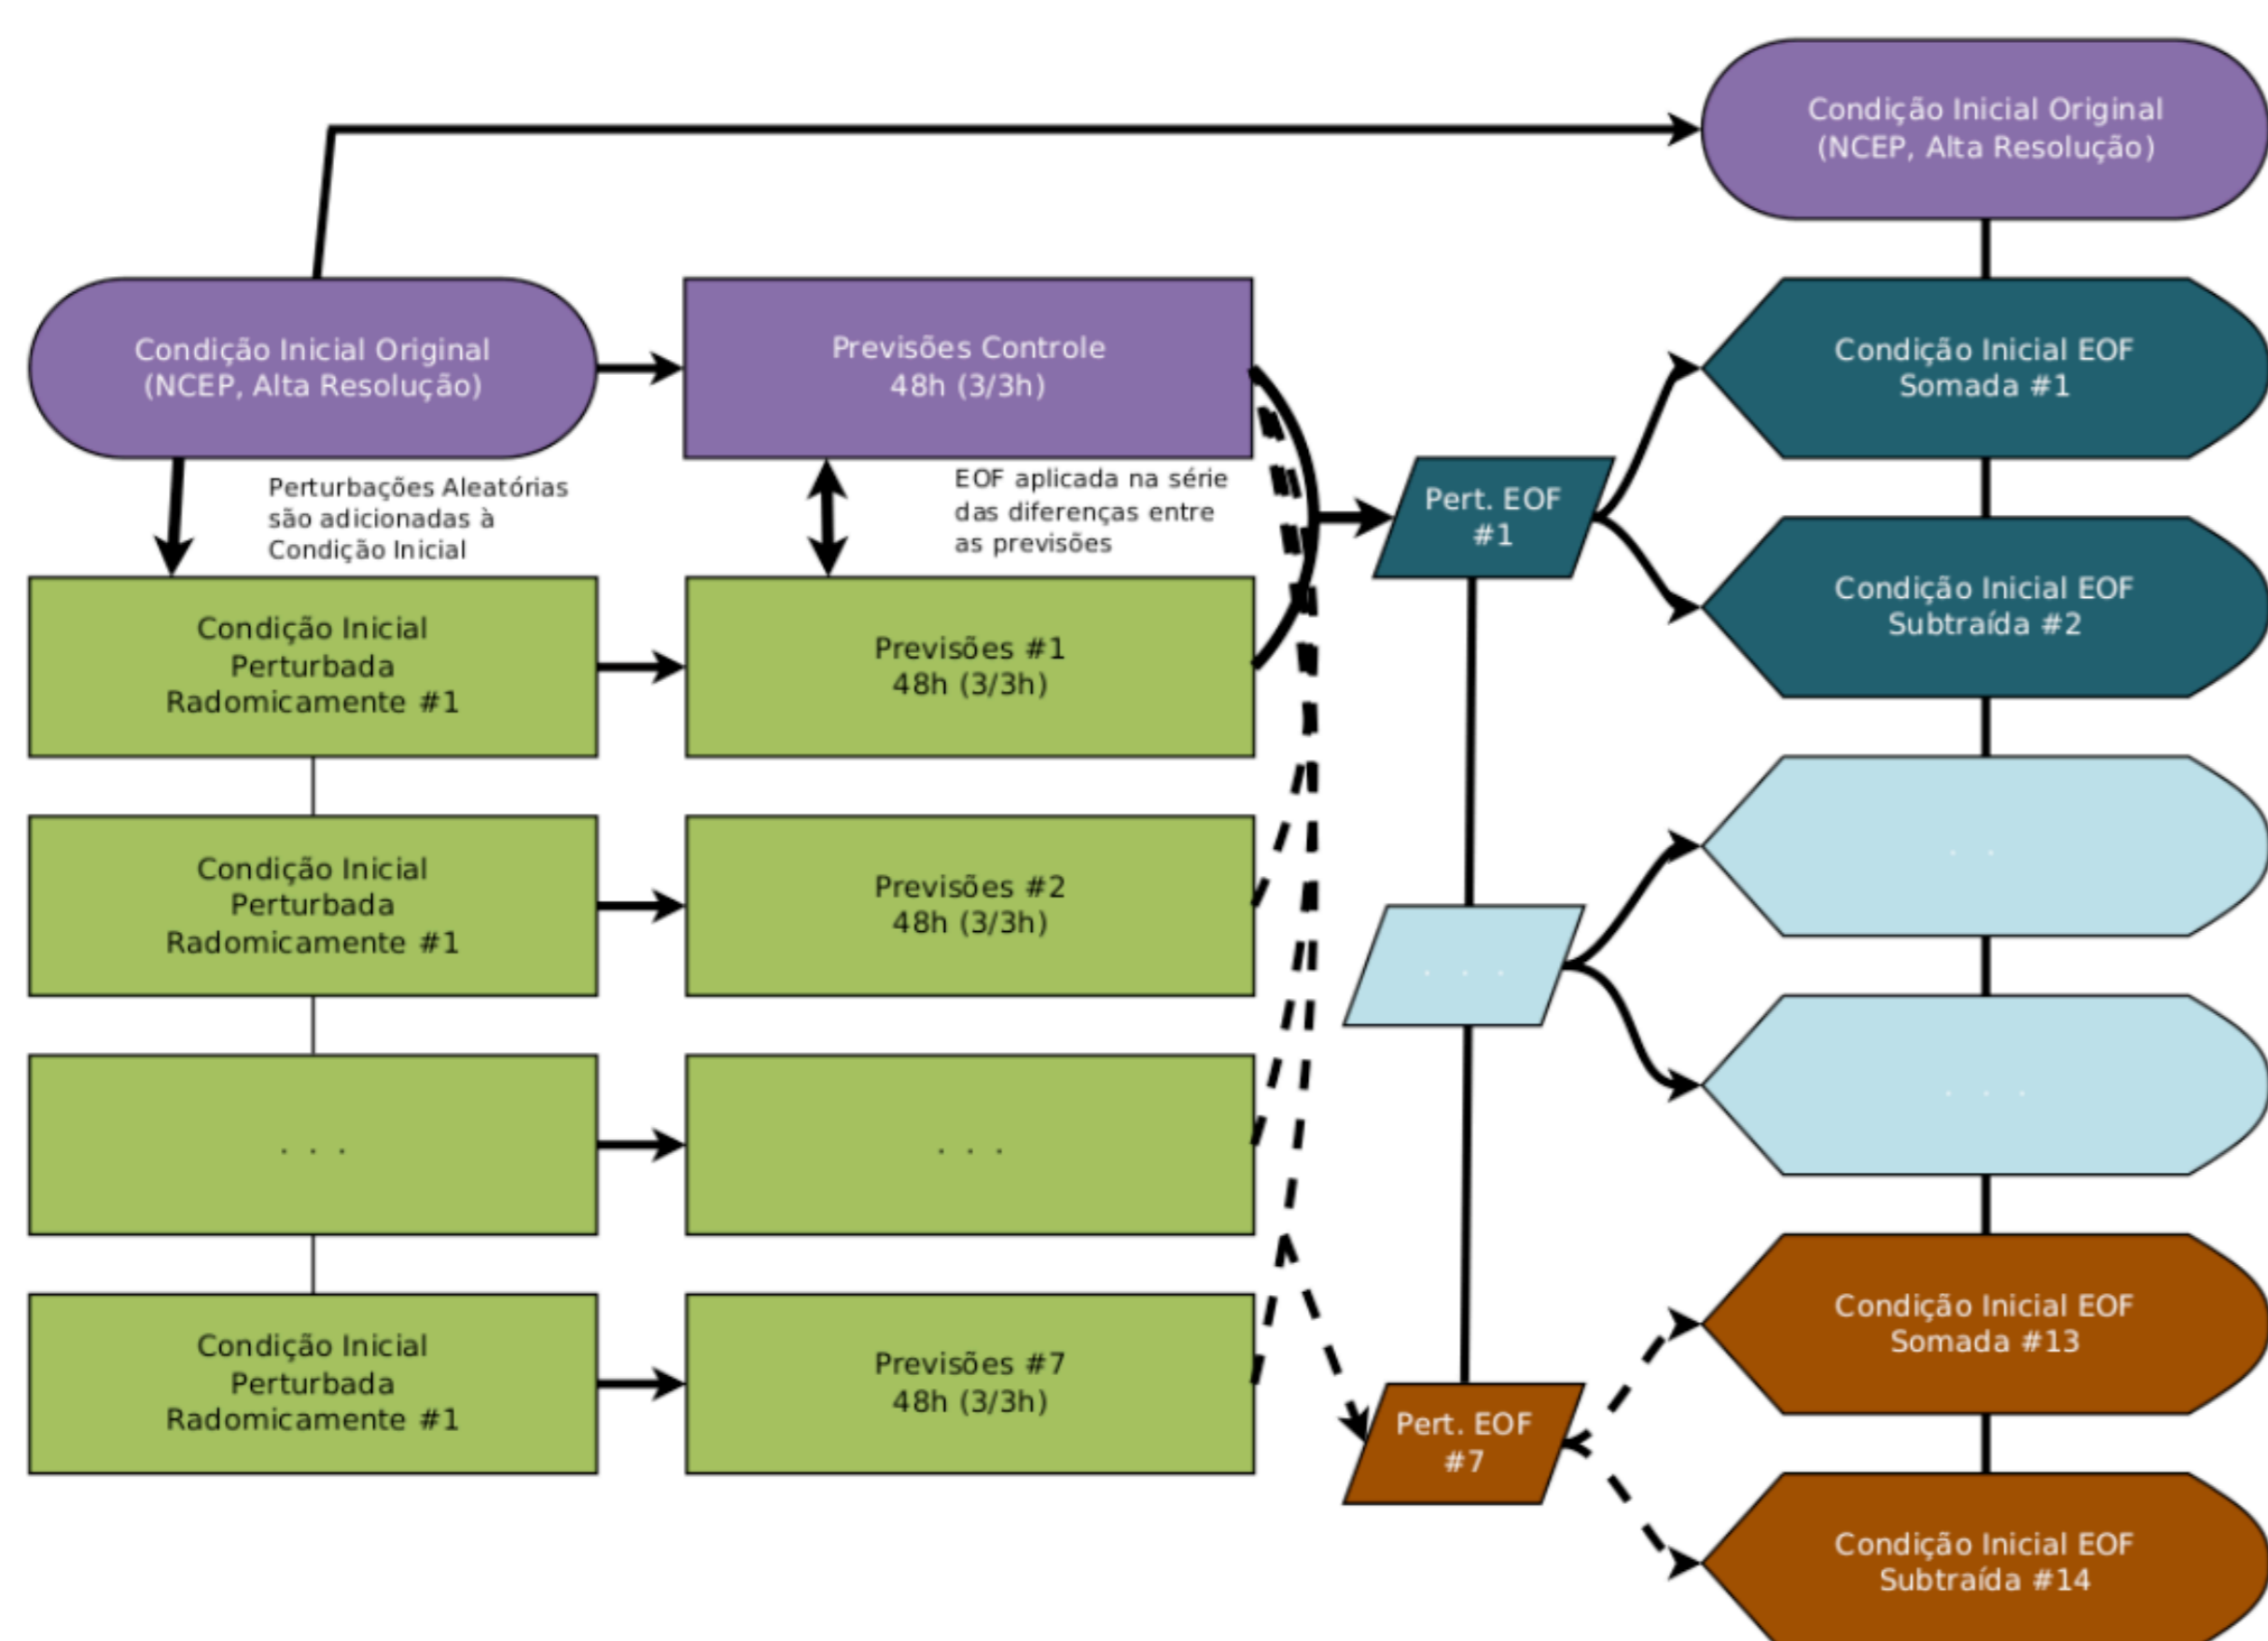 Condição Inicial Original
(NCEP, Alta Resolução)
Condição Inicial Original
(NCEP, Alta Resolução)
Previsões Controle
48h (3/3h)
Condição Inicial EOF
Somada #1
Perturbações Aleatórias
são adicionadas à
Condição Inicial
EOF aplicada na série
das diferenças entre
as previsões
Pert. EOF
#1
Condição Inicial EOF
Subtraída #2
Condição Inicial
Perturbada
Radomicamente #1
Previsões #1
48h (3/3h)
Condição Inicial
Perturbada
Radomicamente #1
Previsões #2
48h (3/3h)
. .
. . .
. . .
. . .
. . .
Condição Inicial
Perturbada
Radomicamente #1
Previsões #7
48h (3/3h)
Pert. EOF
#7
Condição Inicial EOF
Somada #13
Condição Inicial EOF
Subtraída #14